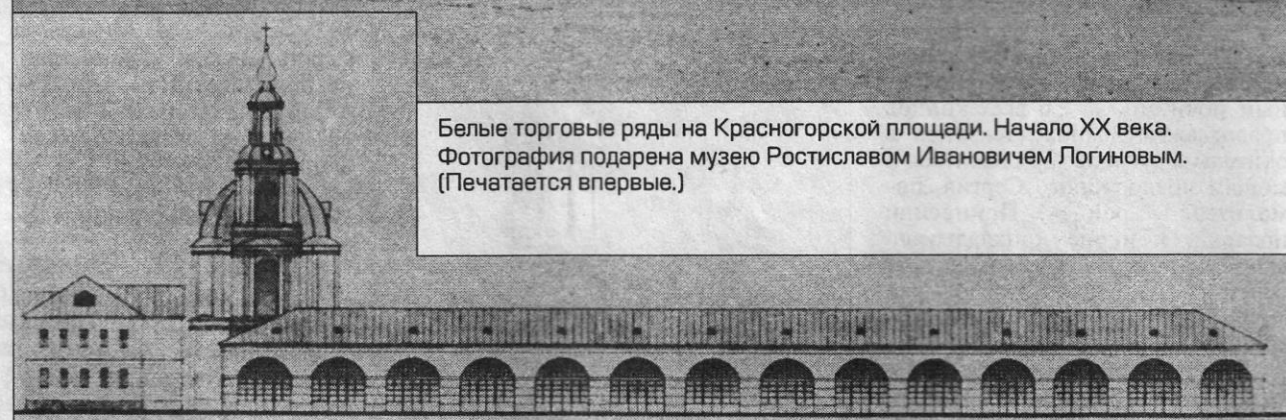 Белые торговые ряды на Красногорской площади. Начало XX века.
Фотография подарена музею Ростиславом Ивановичем Логиновым.
(Печатается впервые.)